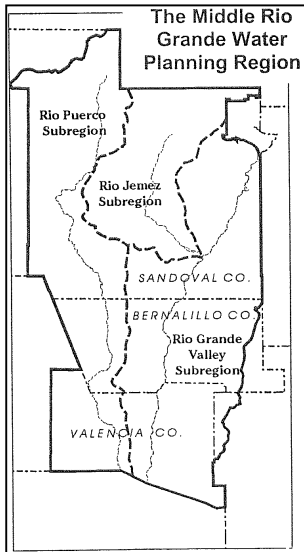 The Middle Rio
Grande Water
Planning Region
Rio Puerco
Subregion
Rio Jemez
Subregion
SANDOVAL CO.
BERNALILLO CO.
Rio Grande
Valley
Subregion
VALENCIA CO.